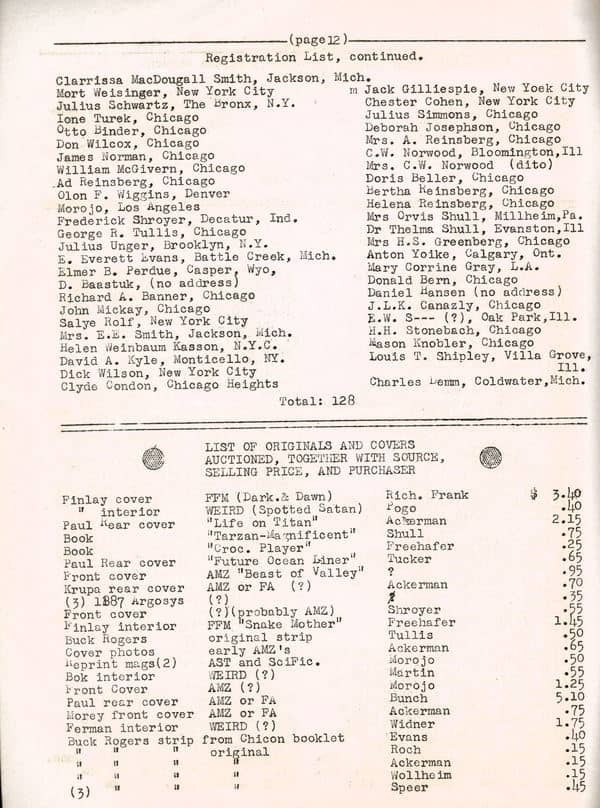 (page 12)
Registration List, continued.
Clarrissa MacDougall Smith, Jackson, Mich.
Mort Weisinger, New York City
Julius Schwartz, The Bronx, N.Y.
Ione Turek, Chicago
Otto Binder, Chicago
Don Wilcox, Chicago
James Norman, Chicago
William McGivern, Chicago
Ad Reinsberg, Chicago
Olon F. Wiggins, Denver
Morojo, Los Angeles
Frederick Shroyer, Decatur, Ind.
George R. Tullis, Chicago
Julius Unger, Brooklyn, N.Y.
E. Everett Evans, Battle Creek, Mich.
Elmer B. Perdue, Casper, Wyo,
D. Baastuk, (no address)
Richard A. Banner, Chicago
John Mickay, Chicago
Salye Rolf, New York City
Mrs. E.E. Smith, Jackson, Mich.
Helen Weinbaum Kasson, N.Y.C.
David A. Kyle, Monticello, NY.
Dick Wilson, New York City
Clyde Condon, Chicago Heights
m Jack Gilliespie, New Yoek City
Chester Cohen, New York City
Julius Simmons, Chicago
Deborah Josephson, Chicago
Mrs. A. Reinsberg, Chicago
C.W. Norwood, Bloomington,Ill
Mrs. C.W. Norwood (dito)
Doris Beller, Chicago
Bertha Reinsberg, Chicago
Helena Reinsberg, Chicago
Mrs Orvis Shull, Millheim,Pa.
Dr Thelma Shull, Evanston,Ill
Mrs H.S. Greenberg, Chicago
Anton Yoike, Calgary, Ont.
Mary Corrine Gray, L.A.
Donald Bern, Chicago
Daniel Hansen (no address)
J.L.K. Canazly, Chicago
E.W. S--- (?), Oak Park,Ill.
H.H. Stonebach, Chicago
Mason Knobler, Chicago
Louis T. Shipley, Villa Grove,
Ill.
Charles Lemm, Coldwater,Mich.
Total: 128
LIST OF ORIGINALS AND COVERS
AUCTIONED, TOGETHER WITH SOURCE,
SELLING PRICE, AND PURCHASER
Finlay cover FFM (Dark.& Dawn) Rich. Frank $ 3.40
" interior WEIRD (Spotted Satan) Pogo .40
Paul Rear cover "Life on Titan" Ackerman 2.15
Book "Tarzan-Magnificent" Shull .75
Book "Croc. Player" Freehafer .25
Paul Rear cover "Future Ocean Liner" Tucker .65
Front cover AMZ "Beast of Valley" ? .95
Krupa rear cover AMZ or FA (?) Ackerman .70
(3) 1887 Argosys (?) .35
Front cover (?)(probably AMZ) Shroyer .55
Finlay interior FFM "Snake Mother" Freehafer 1.45
Buck Rogers original strip Tullis .50
Cover photos early AMZ's Ackerman .65
Reprint mags(2) AST and SciFic. Morojo .50
Bok interior WEIRD (?) Martin .55
Front Cover AMZ (?) Morojo 1.25
Paul rear cover AMZ or FA Bunch 5.10
Morey front cover AMZ or FA Ackerman .75
Ferman interior WEIRD (?) Widner 1.75
Buck Rogers strip from Chicon booklet Evans .40
" " " original Roch .15
" " " " Ackerman .15
" " " " Wollheim .15
(3) " " " Speer .45